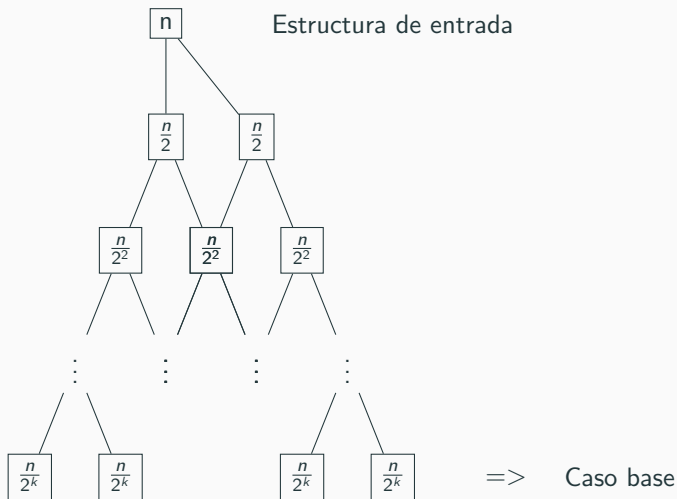 n Estructura de entrada
n/2 n/2
n/2² n/2² n/2²
⋮ ⋮ ⋮ ⋮
n/2ᵏ n/2ᵏ n/2ᵏ n/2ᵏ => Caso base